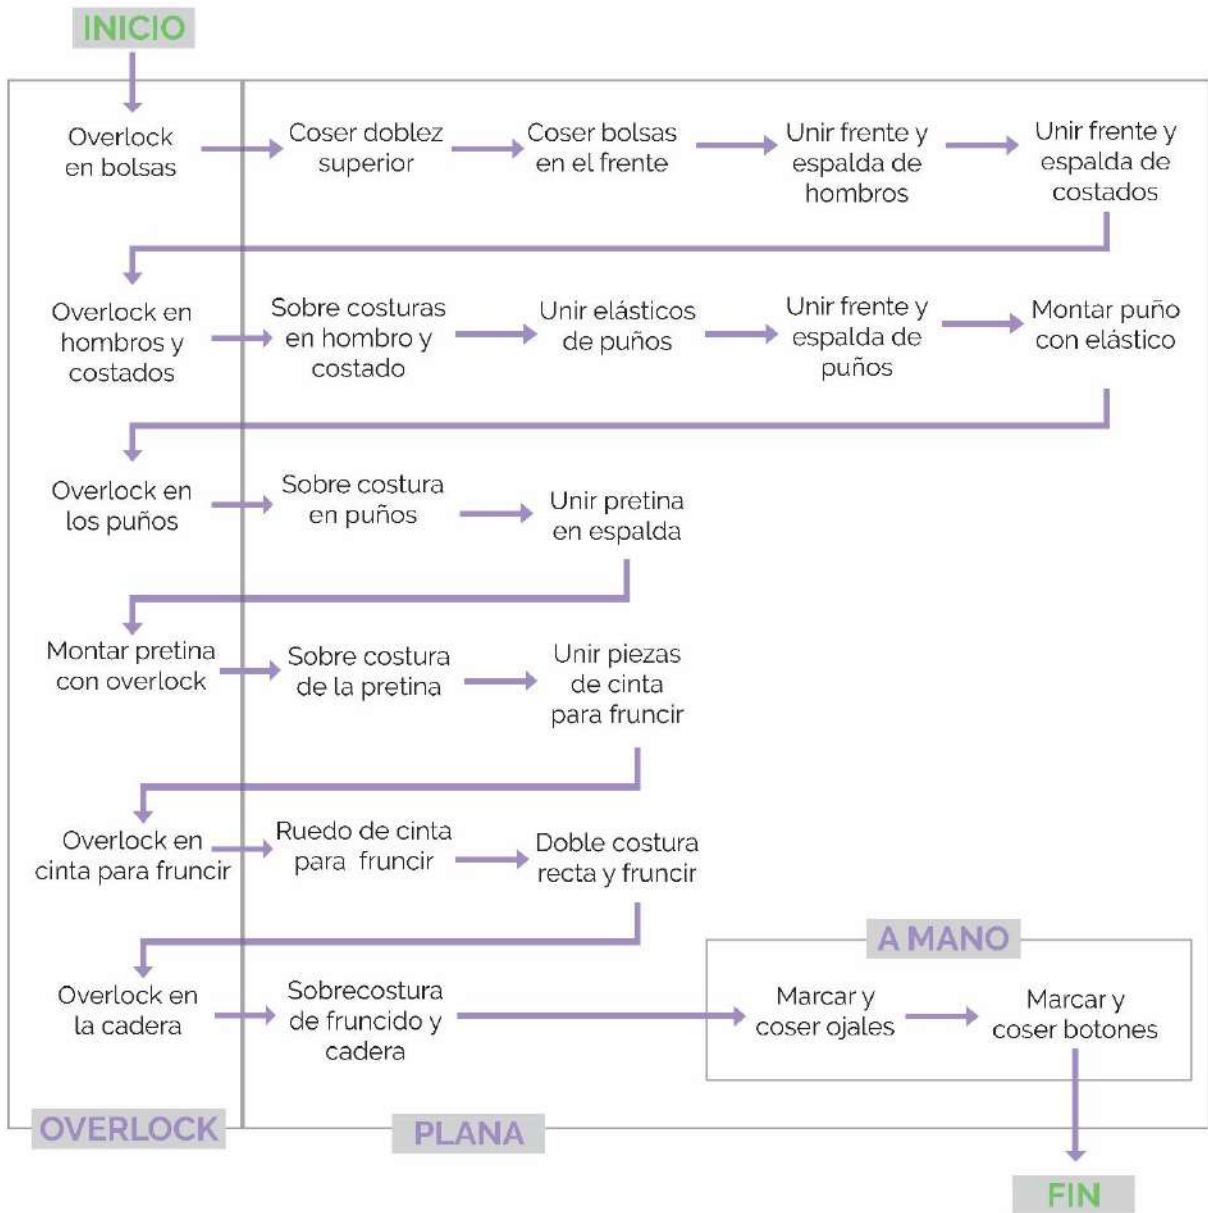 INICIO
Overlock
en bolsas
Coser doblez
superior
Coser bolsas
en el frente
Unir frente y
espalda de
hombros
Unir frente y
espalda de
costados
Overlock en
hombros y
costados
Sobre costuras
en hombro y
costado
Unir elásticos
de puños
Unir frente y
espalda de
puños
Montar puño
con elástico
Overlock en
los puños
Sobre costura
en puños
Unir pretina
en espalda
Montar pretina
con overlock
Sobre costura
de la pretina
Unir piezas
de cinta
para fruncir
Overlock en
cinta para fruncir
Ruedo de cinta
para fruncir
Doble costura
recta y fruncir
Overlock en
la cadera
Sobrecostura
de fruncido y
cadera
A MANO
Marcar y
coser ojales
Marcar y
coser botones
OVERLOCK
PLANA
FIN